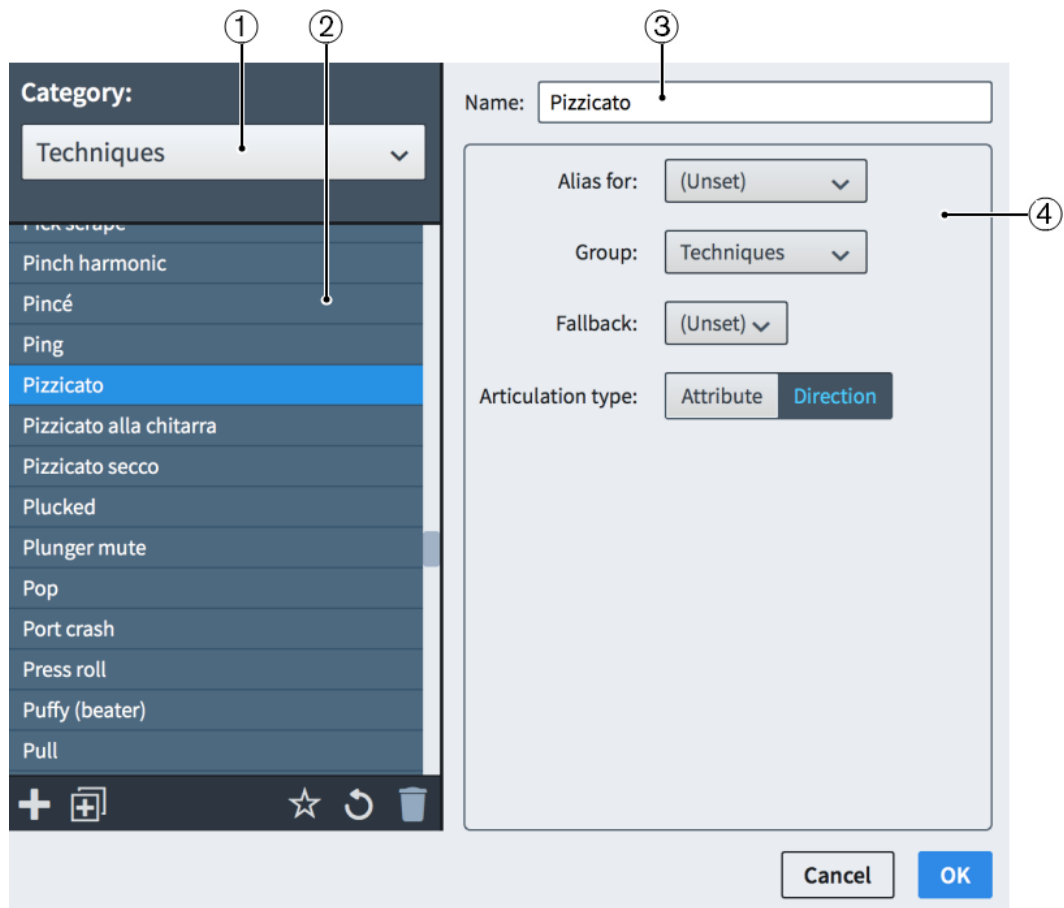 ① ② ③
Category:
Techniques
Pick scrape
Pinch harmonic
Pincé
Ping
Pizzicato
Pizzicato alla chitarra
Pizzicato secco
Plucked
Plunger mute
Pop
Port crash
Press roll
Puffy (beater)
Pull
Name: Pizzicato
Alias for: (Unset)
④
Group: Techniques
Fallback: (Unset)
Articulation type: Attribute Direction
Cancel OK